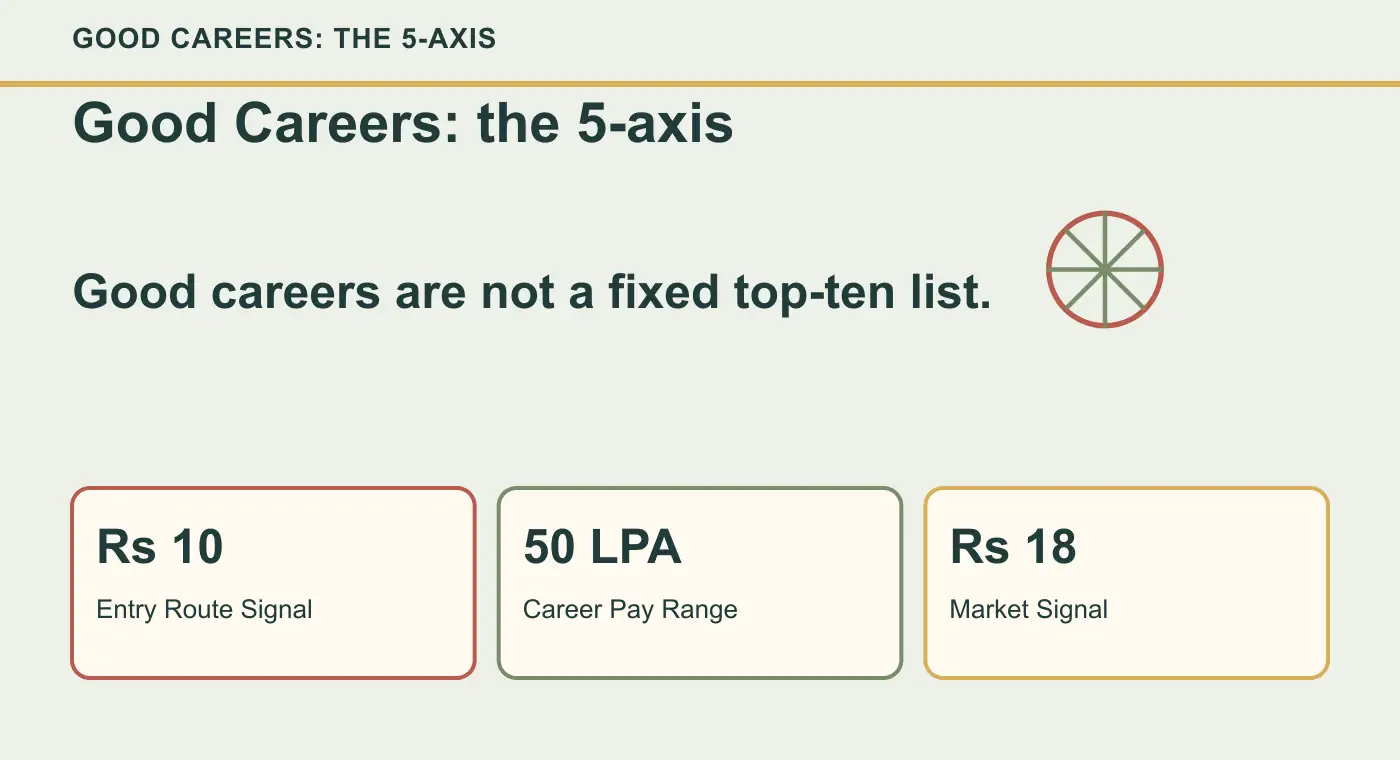 GOOD CAREERS: THE 5-AXIS
Good Careers: the 5-axis
Good careers are not a fixed top-ten list.
Rs 10
Entry Route Signal
50 LPA
Career Pay Range
Rs 18
Market Signal